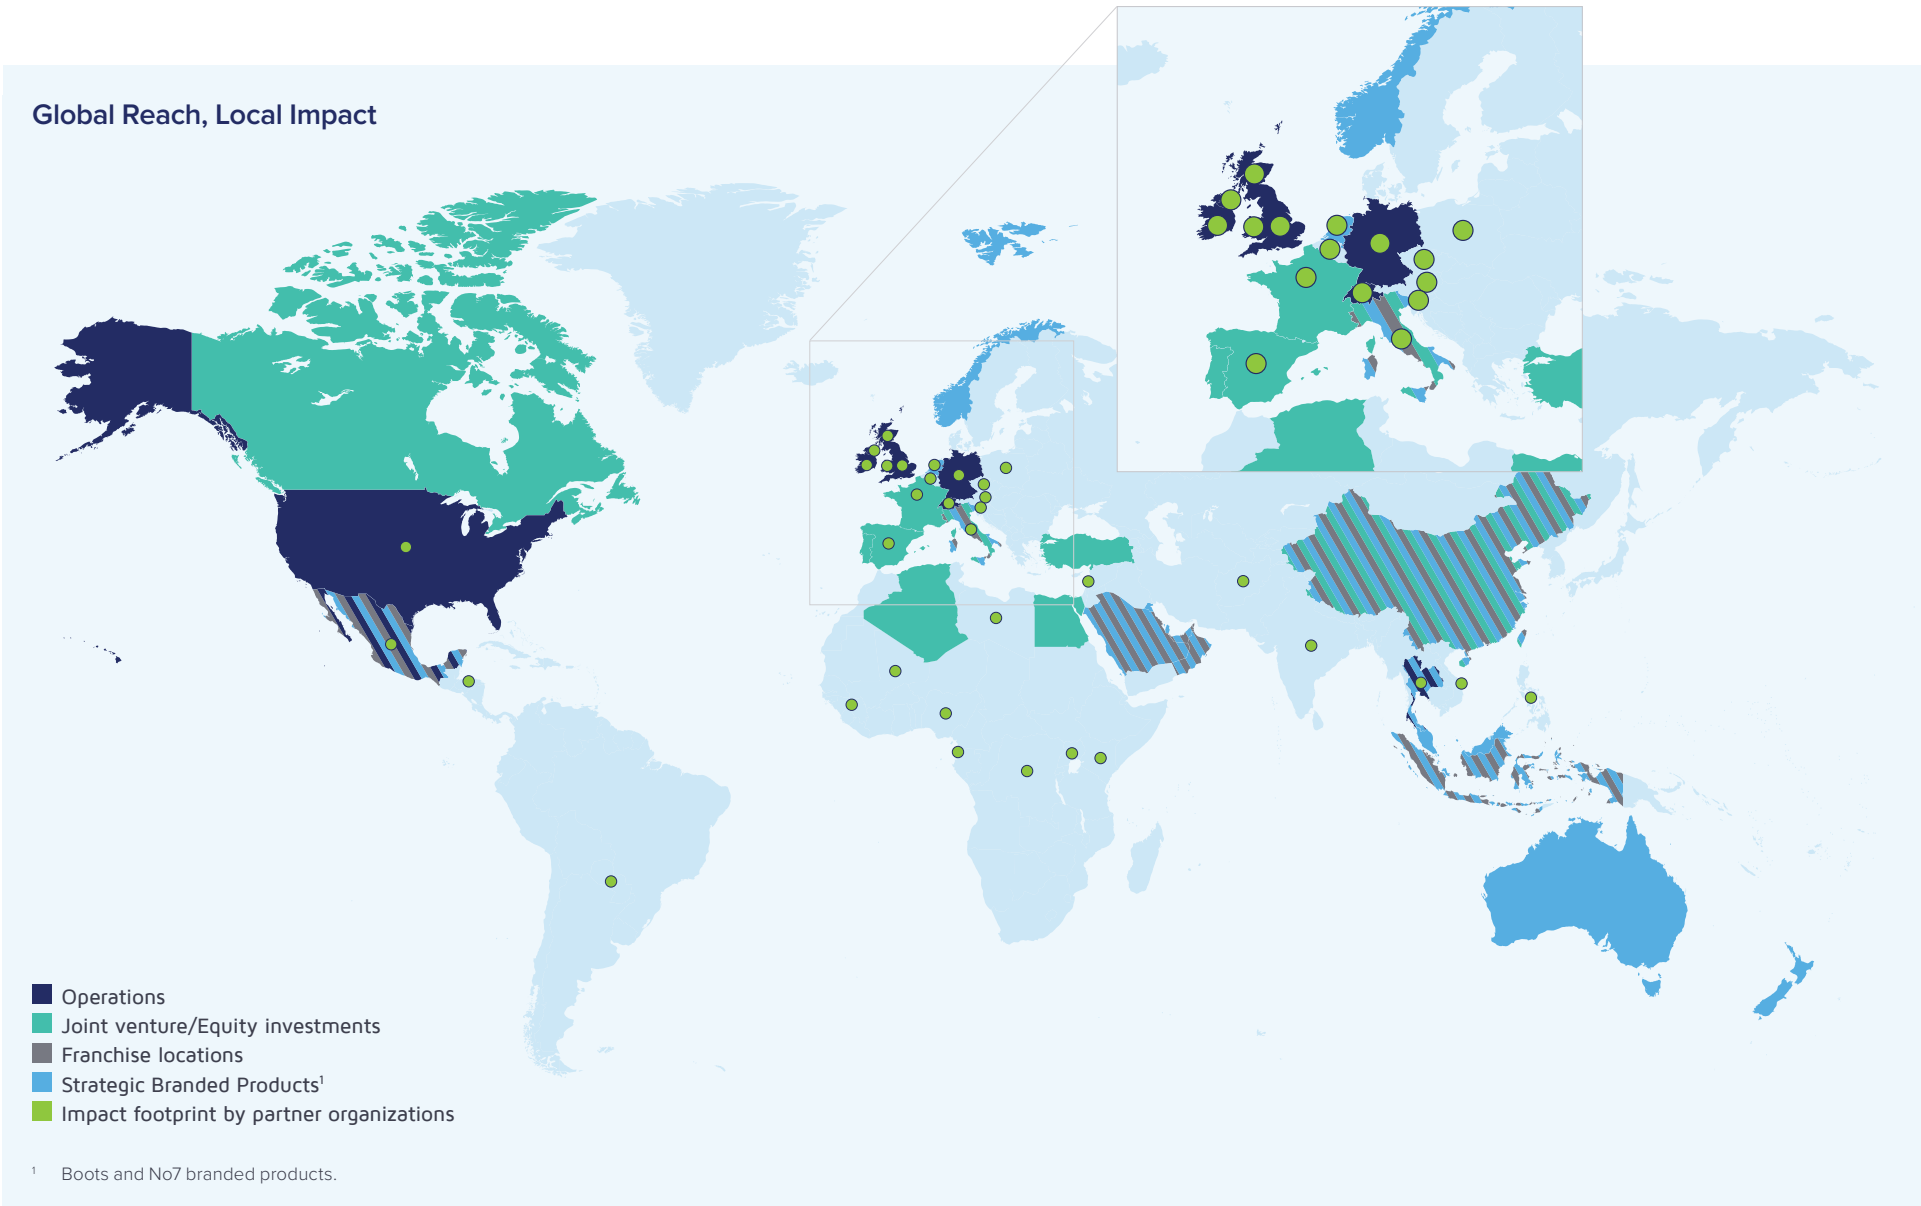 Global Reach, Local Impact
Operations
Joint venture/Equity investments
Franchise locations
Strategic Branded Products¹
Impact footprint by partner organizations
¹ Boots and No7 branded products.